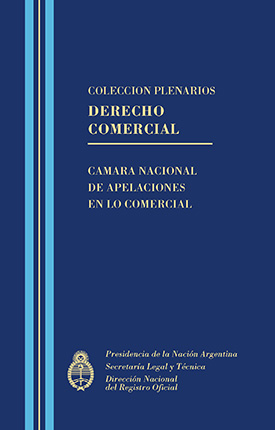 COLECCION PLENARIOS
DERECHO
COMERCIAL
CAMARA NACIONAL
DE APELACIONES
EN LO COMERCIAL
Presidencia de la Nación Argentina
Secretaría Legal y Técnica
Dirección Nacional
del Registro Oficial